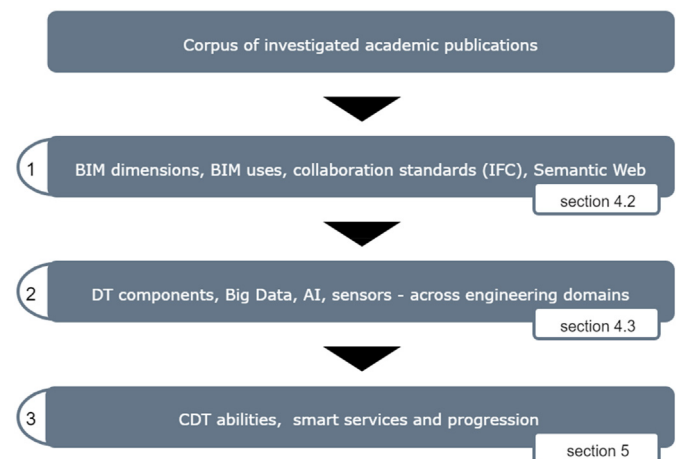 Corpus of investigated academic publications
1
BIM dimensions, BIM uses, collaboration standards (IFC), Semantic Web
section 4.2
2
DT components, Big Data, AI, sensors - across engineering domains
section 4.3
3
CDT abilities, smart services and progression
section 5